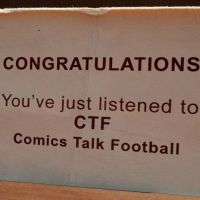 CONGRATULATIONS
You've just listened to
CTF
Comics Talk Football